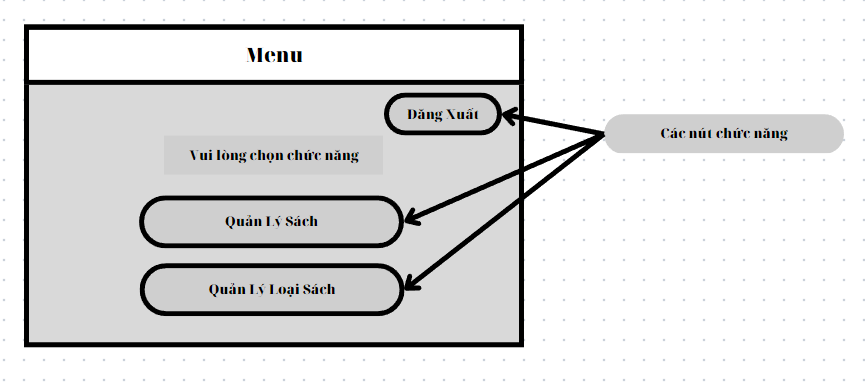 Menu
Đăng Xuất
Các nút chức năng
Vui lòng chọn chức năng
Quản Lý Sách
Quản Lý Loại Sách